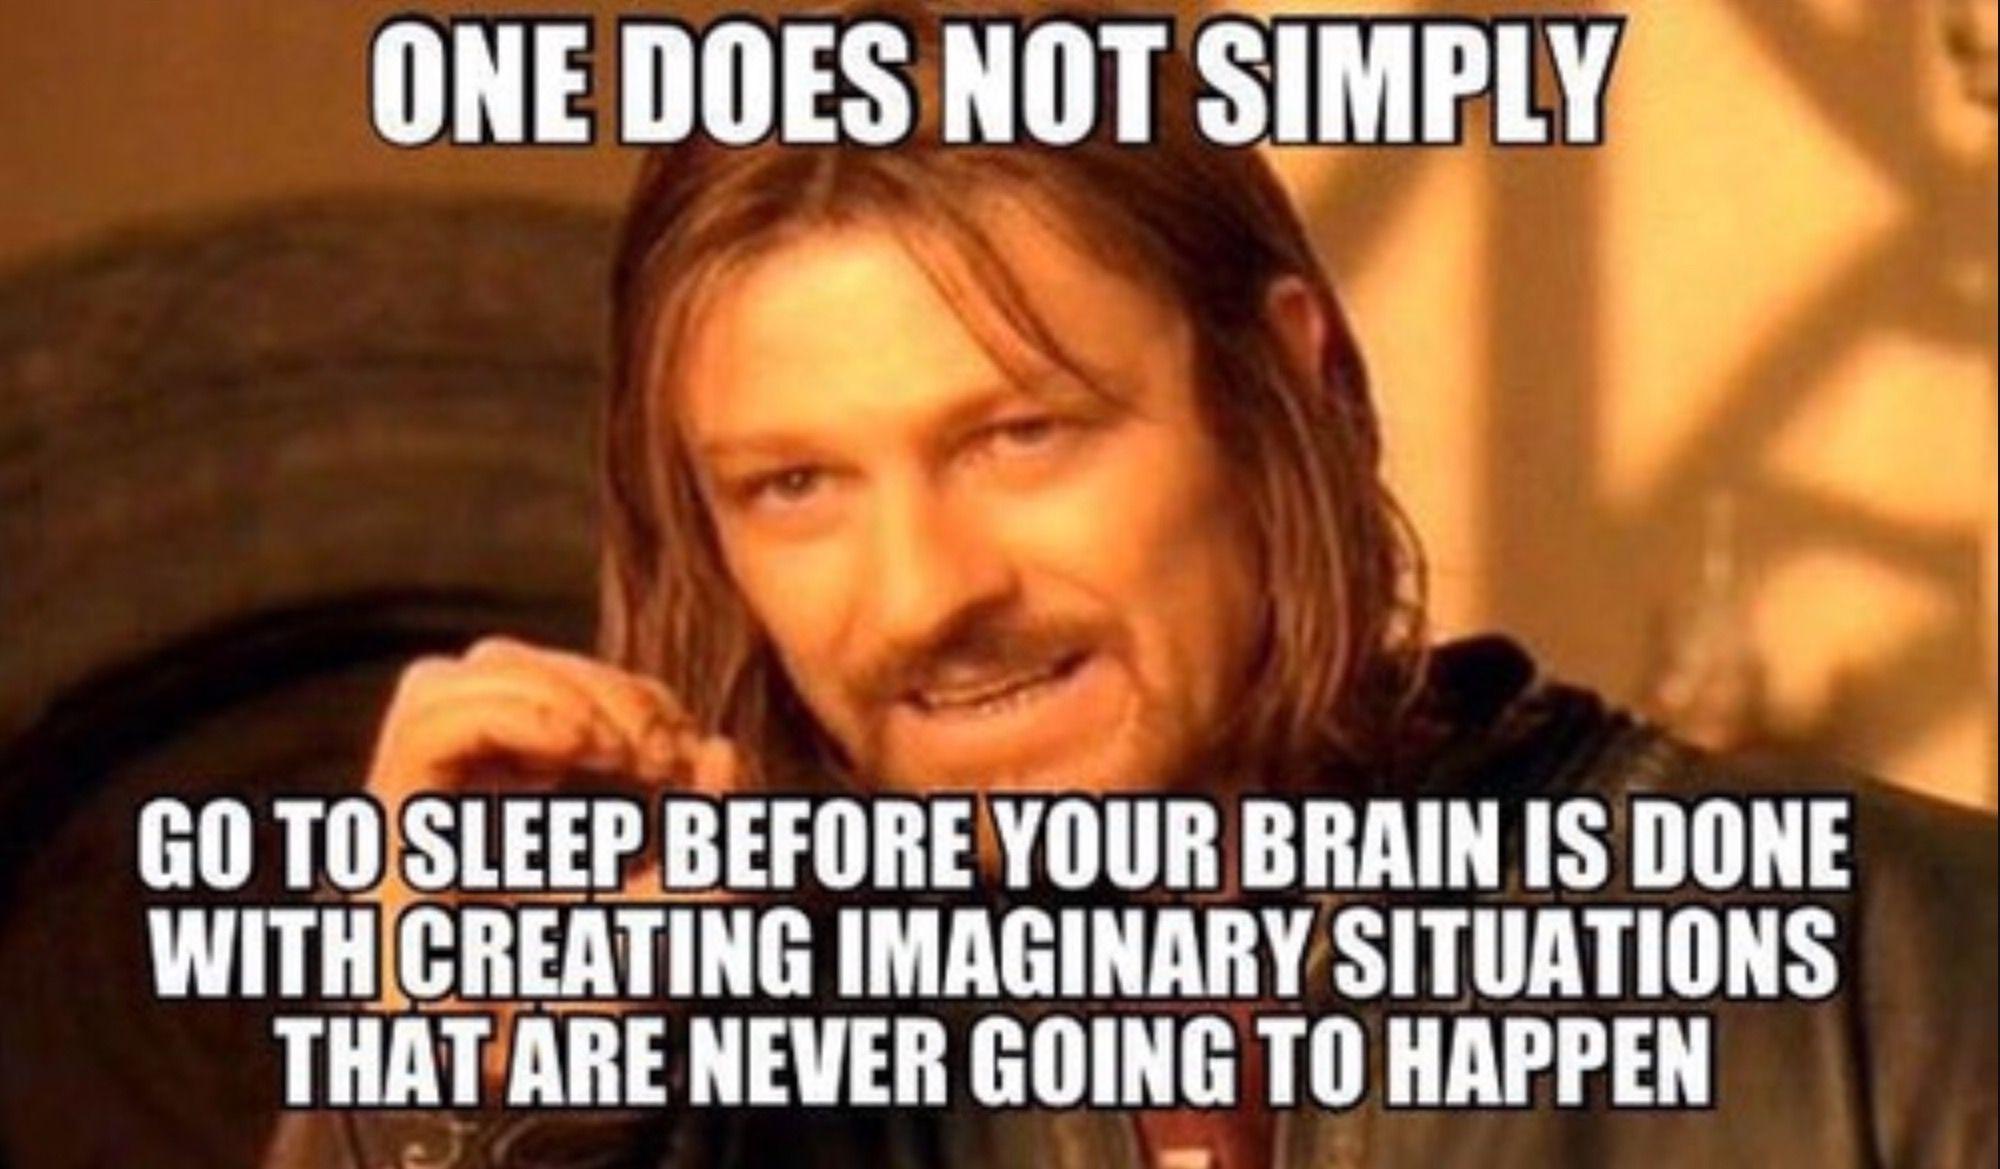 ONE DOES NOT SIMPLY
GO TO SLEEP BEFORE YOUR BRAIN IS DONE
WITH CREATING IMAGINARY SITUATIONS
THAT ARE NEVER GOING TO HAPPEN